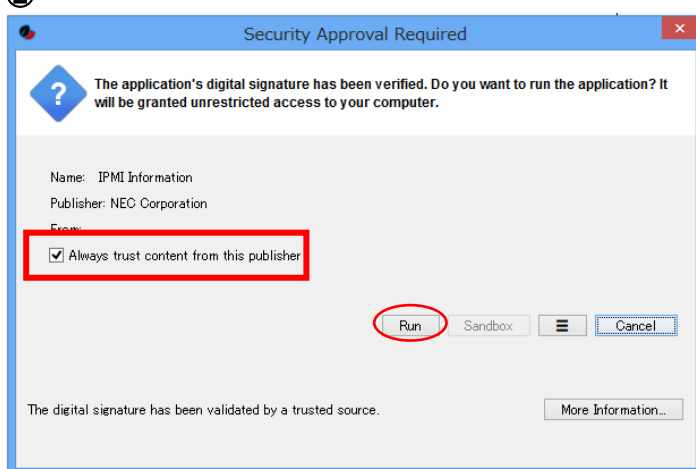 Security Approval Required
The application's digital signature has been verified. Do you want to run the application? It
will be granted unrestricted access to your computer.
Name: IPMI Information
Publisher: NEC Corporation
From:
Always trust content from this publisher
Run Sandbox Cancel
The digital signature has been validated by a trusted source. More Information...